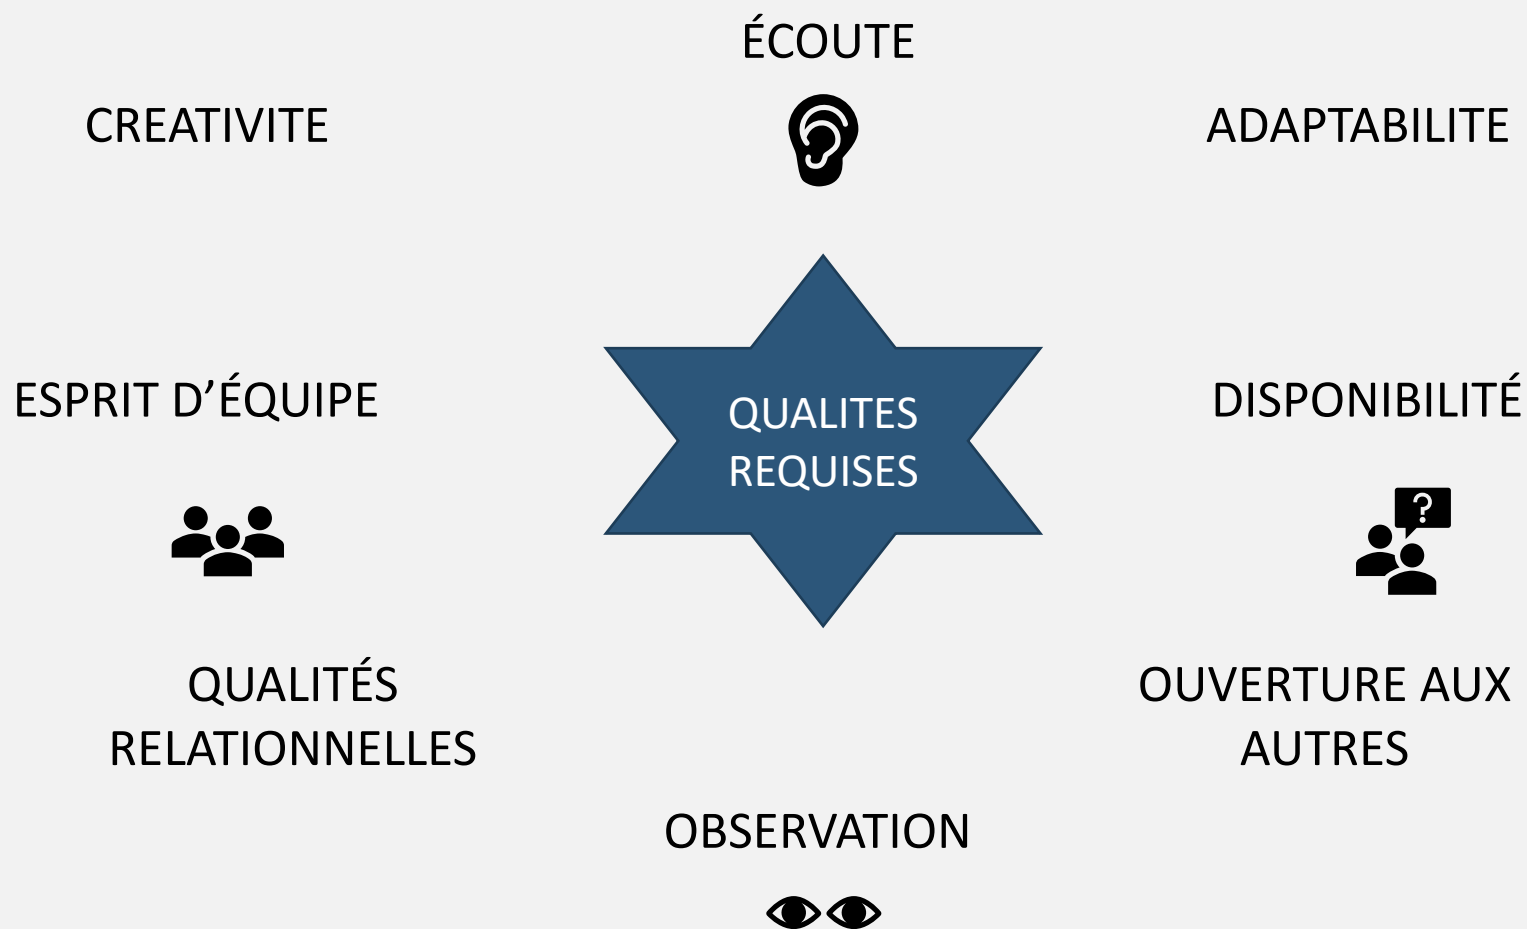 ÉCOUTE
CREATIVITE
ADAPTABILITE
ESPRIT D’ÉQUIPE
QUALITES
REQUISES
DISPONIBILITÉ
?
QUALITÉS
RELATIONNELLES
OUVERTURE AUX
AUTRES
OBSERVATION